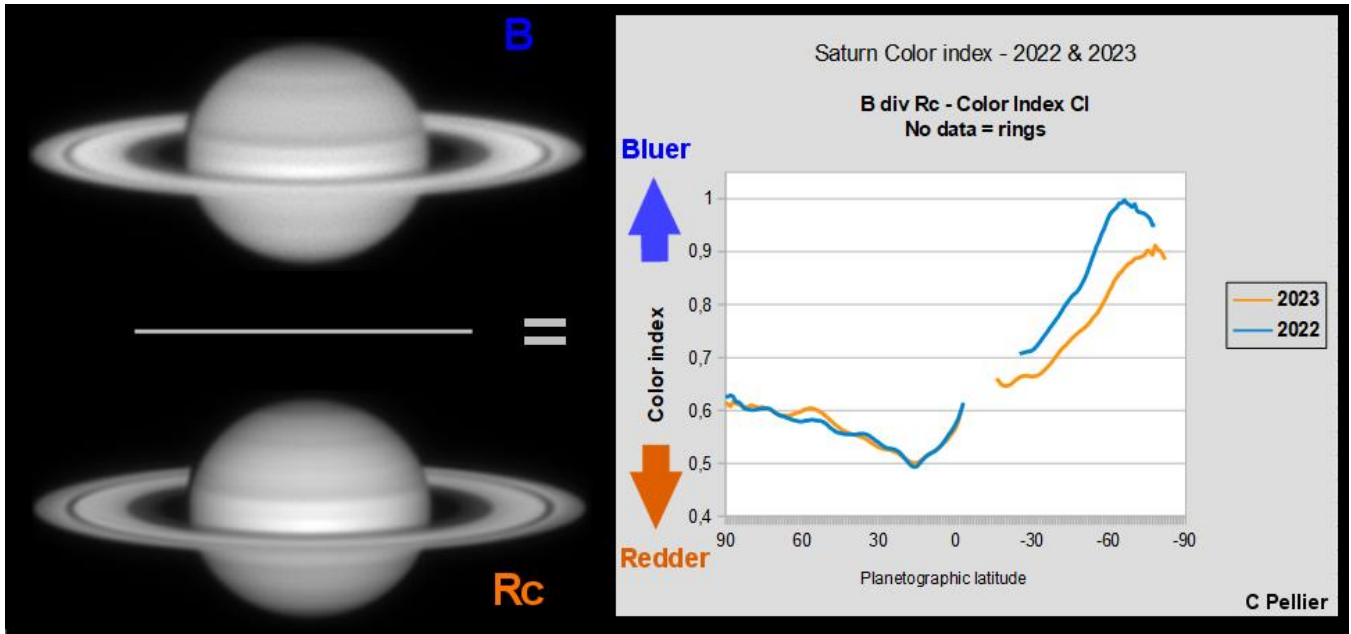 B
=
Rc
Saturn Color index - 2022 & 2023
B div Rc - Color Index CI
No data = rings
Bluer
Color index
Redder
1
0,9
0,8
0,7
0,6
0,5
0,4
90 60 30 0 -30 -60 -90
Planetographic latitude
2023
2022
C Pellier